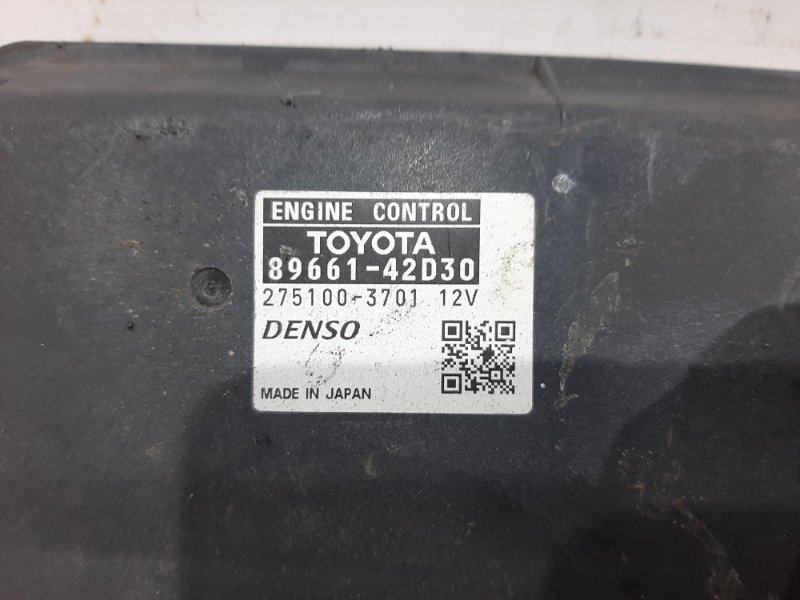 ENGINE CONTROL
TOYOTA
89661-42D30
275100-3701 12V
DENSO
MADE IN JAPAN